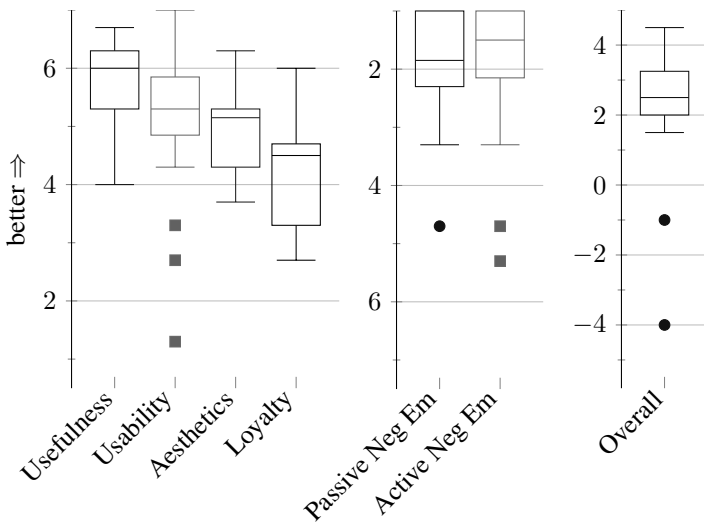 better ⇒
6
4
2
Usefulness
Usability
Aesthetics
Loyalty
2
4
6
Passive Neg Em
Active Neg Em
4
2
0
−2
−4
Overall